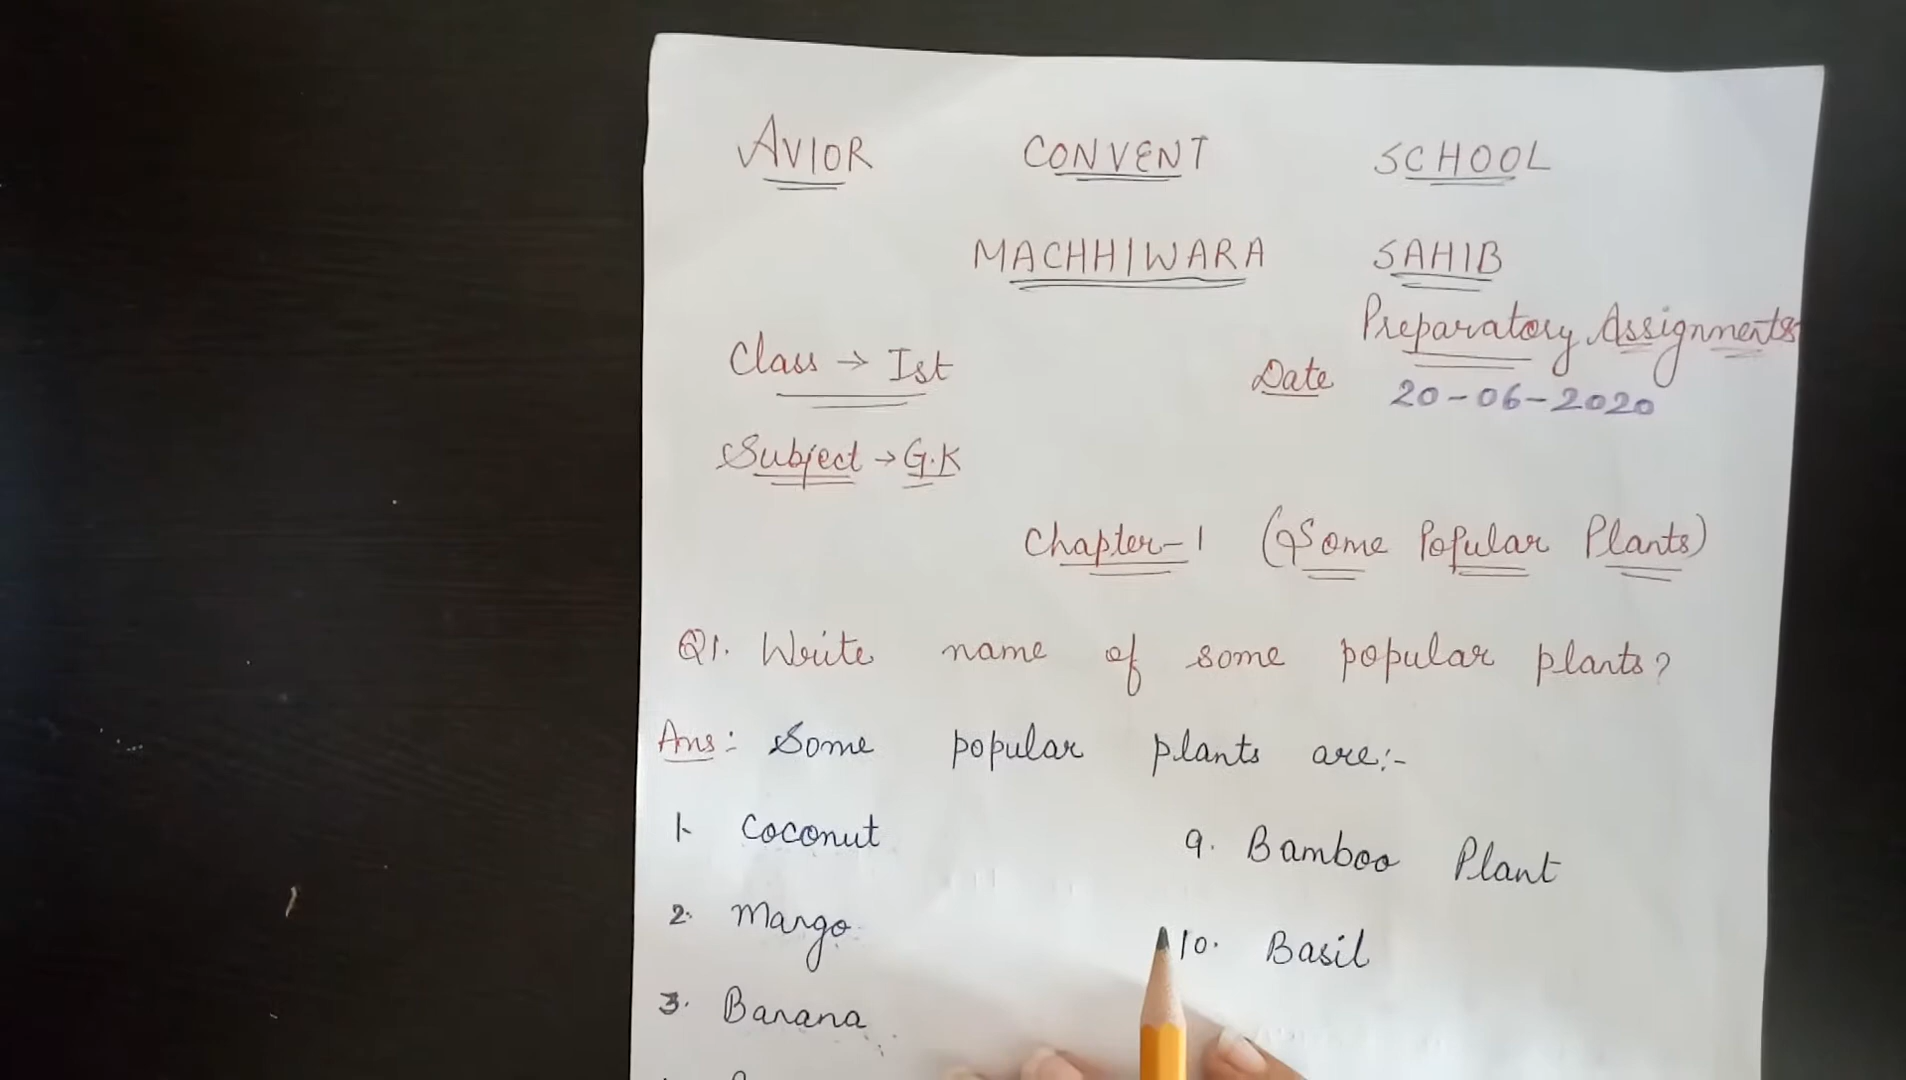 AVIOR CONVENT SCHOOL
MACHHIWARA SAHIB
Preparatory Assignments
Class → Ist
Date 20-06-2020
Subject → G.K
Chapter-1 (Some Popular Plants)
Q1. Write name of some popular plants?
Ans: Some popular plants are:-
1. Coconut
2. Mango
3. Banana
9. Bamboo Plant
10. Basil